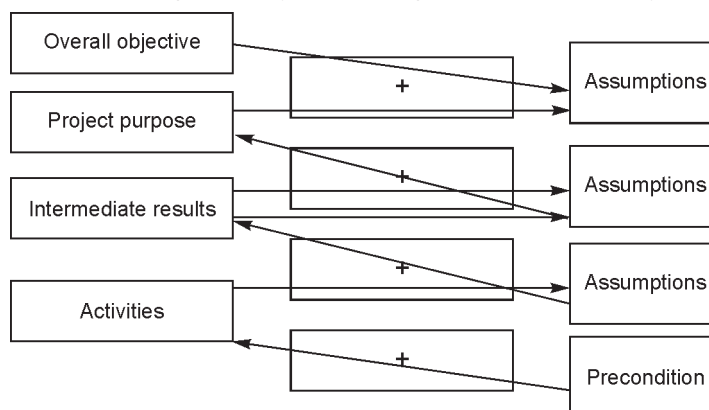 Overall objective
+
Assumptions
Project purpose
+
Assumptions
Intermediate results
+
Assumptions
Activities
+
Precondition